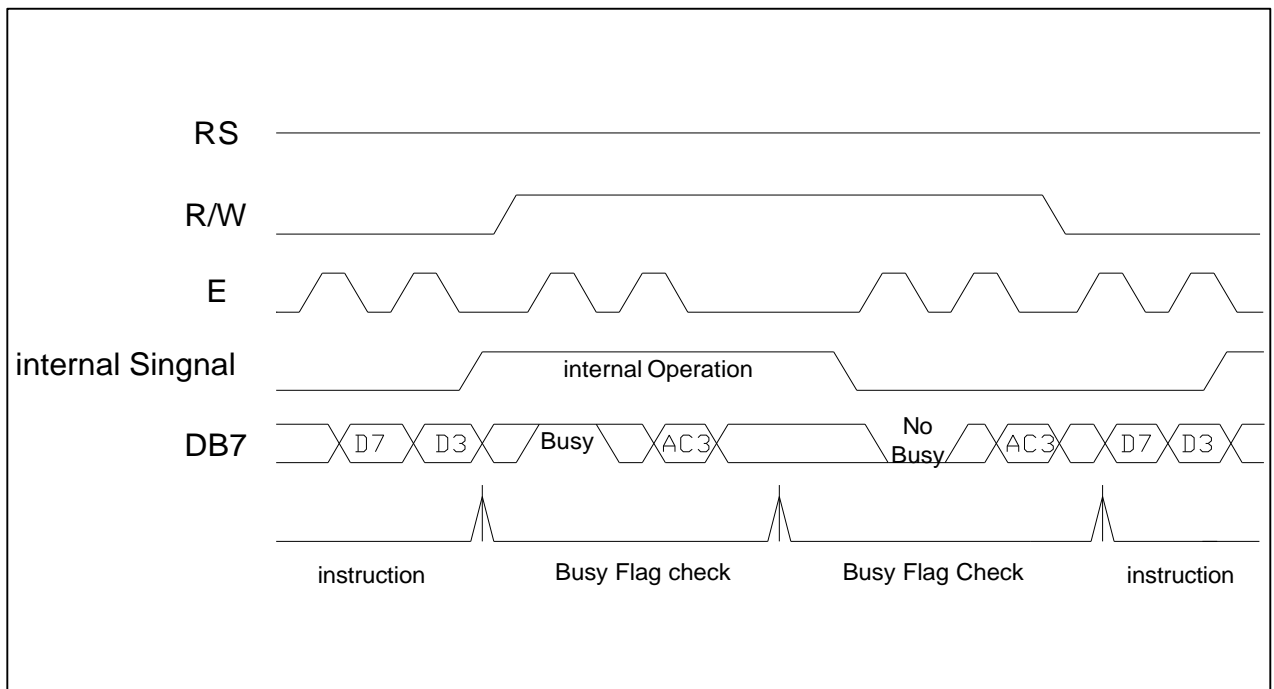 RS
R/W
E
internal Singnal
internal Operation
DB7
D7 D3 Busy AC3 No Busy AC3 D7 D3
instruction Busy Flag check Busy Flag Check instruction